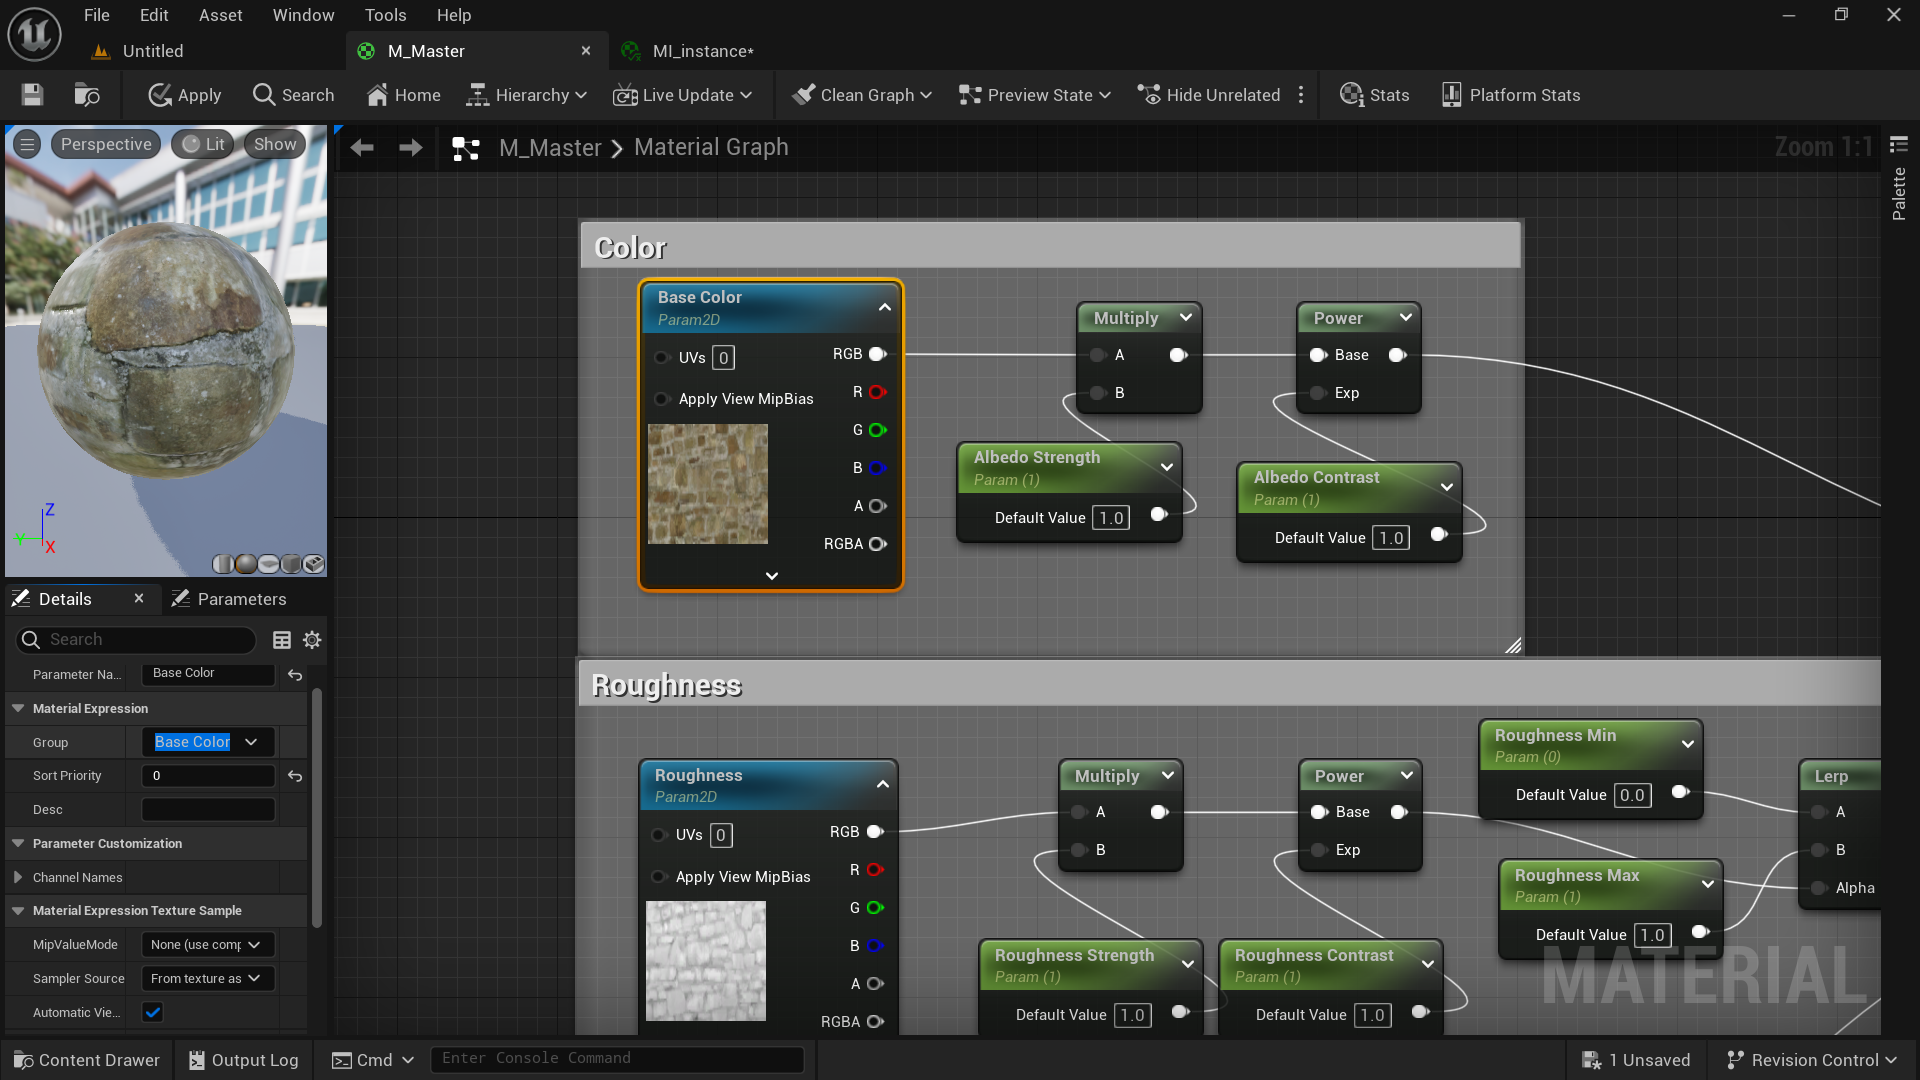 File Edit Asset Window Tools Help
Untitled
M_Master
MI_instance*
Apply Search Home Hierarchy Live Update Clean Graph Preview State Hide Unrelated Stats Platform Stats
Perspective Lit Show
M_Master > Material Graph
Zoom 1:1
Palette
Color
Base Color
Param2D
UVs 0
RGB
Apply View MipBias
R
G
B
A
RGBA
Multiply
A
B
Power
Base
Exp
Albedo Strength
Param (1)
Default Value 1.0
Albedo Contrast
Param (1)
Default Value 1.0
Z
Y
X
Details
Parameters
Search
Parameter Na... Base Color
Material Expression
Group Base Color
Sort Priority 0
Desc
Parameter Customization
Channel Names
Material Expression Texture Sample
MipValueMode None (use comp
Sampler Source From texture as
Automatic Vie...
Roughness
Roughness
Param2D
UVs 0
RGB
Apply View MipBias
R
G
B
A
RGBA
Multiply
A
B
Power
Base
Exp
Roughness Min
Param (0)
Default Value 0.0
Roughness Max
Param (1)
Default Value 1.0
Lerp
A
B
Alpha
Roughness Strength
Param (1)
Default Value 1.0
Roughness Contrast
Param (1)
Default Value 1.0
MATERIAL
Content Drawer Output Log Cmd Enter Console Command 1 Unsaved Revision Control